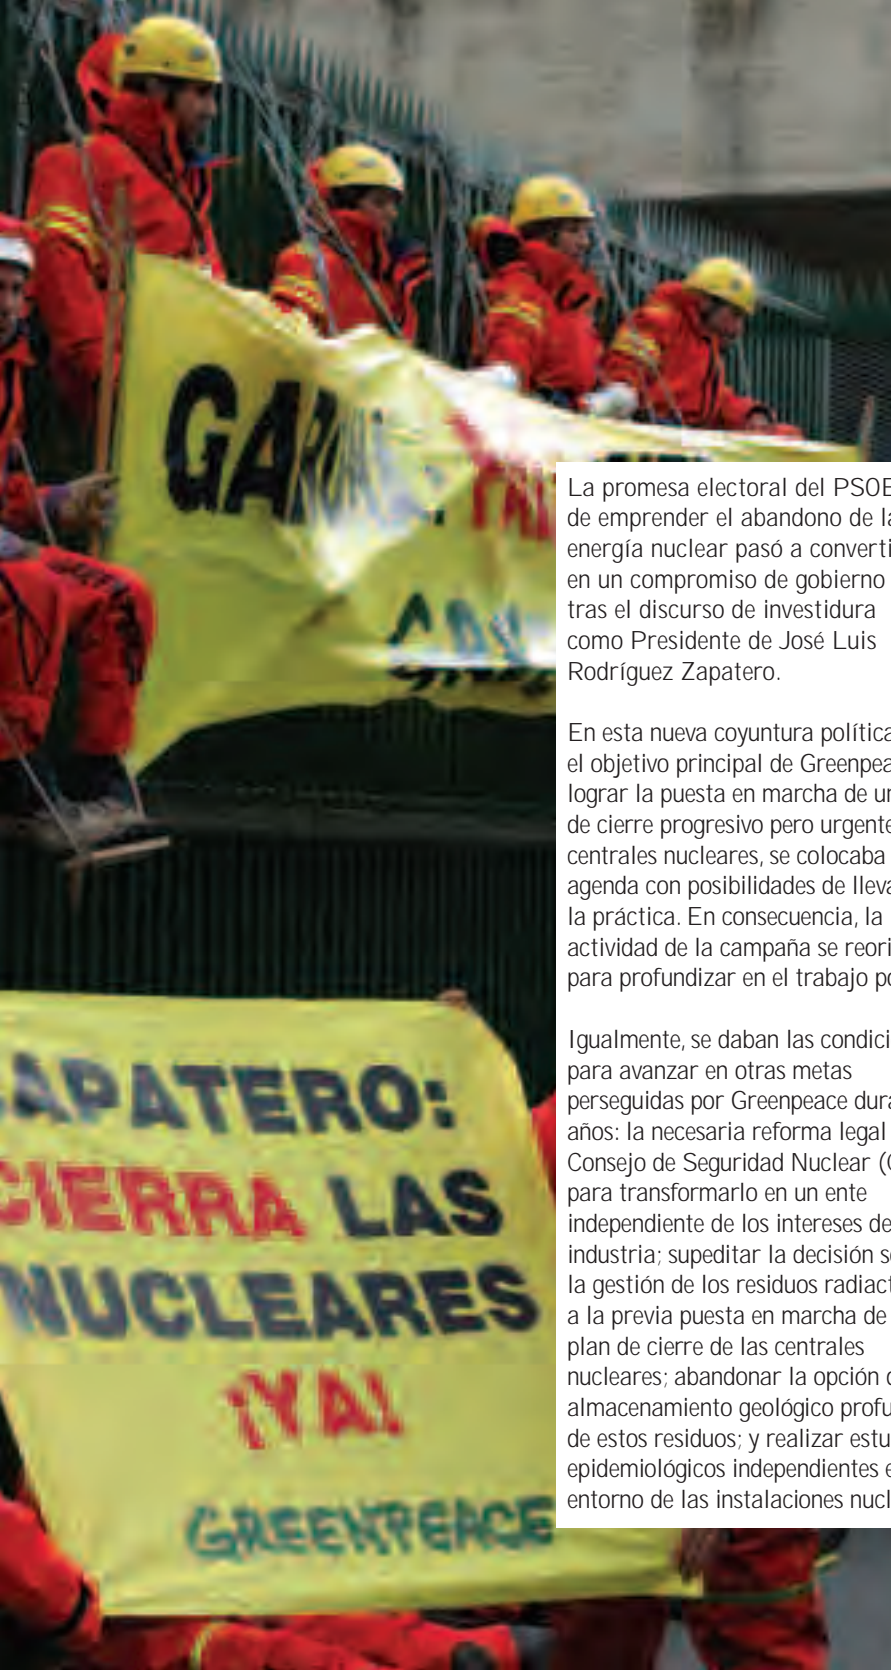 La promesa electoral del PSOE
de emprender el abandono de la
energía nuclear pasó a converti
en un compromiso de gobierno
tras el discurso de investidura
como Presidente de José Luis
Rodríguez Zapatero.
En esta nueva coyuntura política
el objetivo principal de Greenpea
lograr la puesta en marcha de un
de cierre progresivo pero urgente
centrales nucleares, se colocaba
agenda con posibilidades de lleva
la práctica. En consecuencia, la
actividad de la campaña se reori
para profundizar en el trabajo po
Igualmente, se daban las condici
para avanzar en otras metas
perseguidas por Greenpeace dura
años: la necesaria reforma legal
Consejo de Seguridad Nuclear (C
para transformarlo en un ente
independiente de los intereses de
industria; supeditar la decisión s
la gestión de los residuos radiact
a la previa puesta en marcha de
plan de cierre de las centrales
nucleares; abandonar la opción d
almacenamiento geológico profu
de estos residuos; y realizar estu
epidemiológicos independientes e
entorno de las instalaciones nucl
APATERO:
CIERRA LAS
NUCLEARES
¡YA!
GREENPEACE